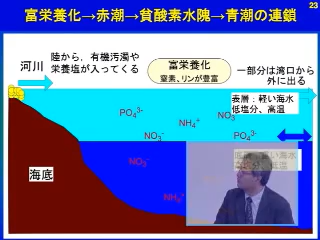 富栄養化→赤潮→貧酸素水隗→青潮の連鎖
23
河川
陸から，有機汚濁や
栄養塩が入ってくる
富栄養化
窒素、リンが豊富
一部分は湾口から
外に出る
表層：軽い海水
低塩分、高温
PO₄³⁻
NH₄⁺
NO₃⁻
NO₃⁻
PO₄³⁻
い海水
NO₃⁻
海底
NH₄⁺